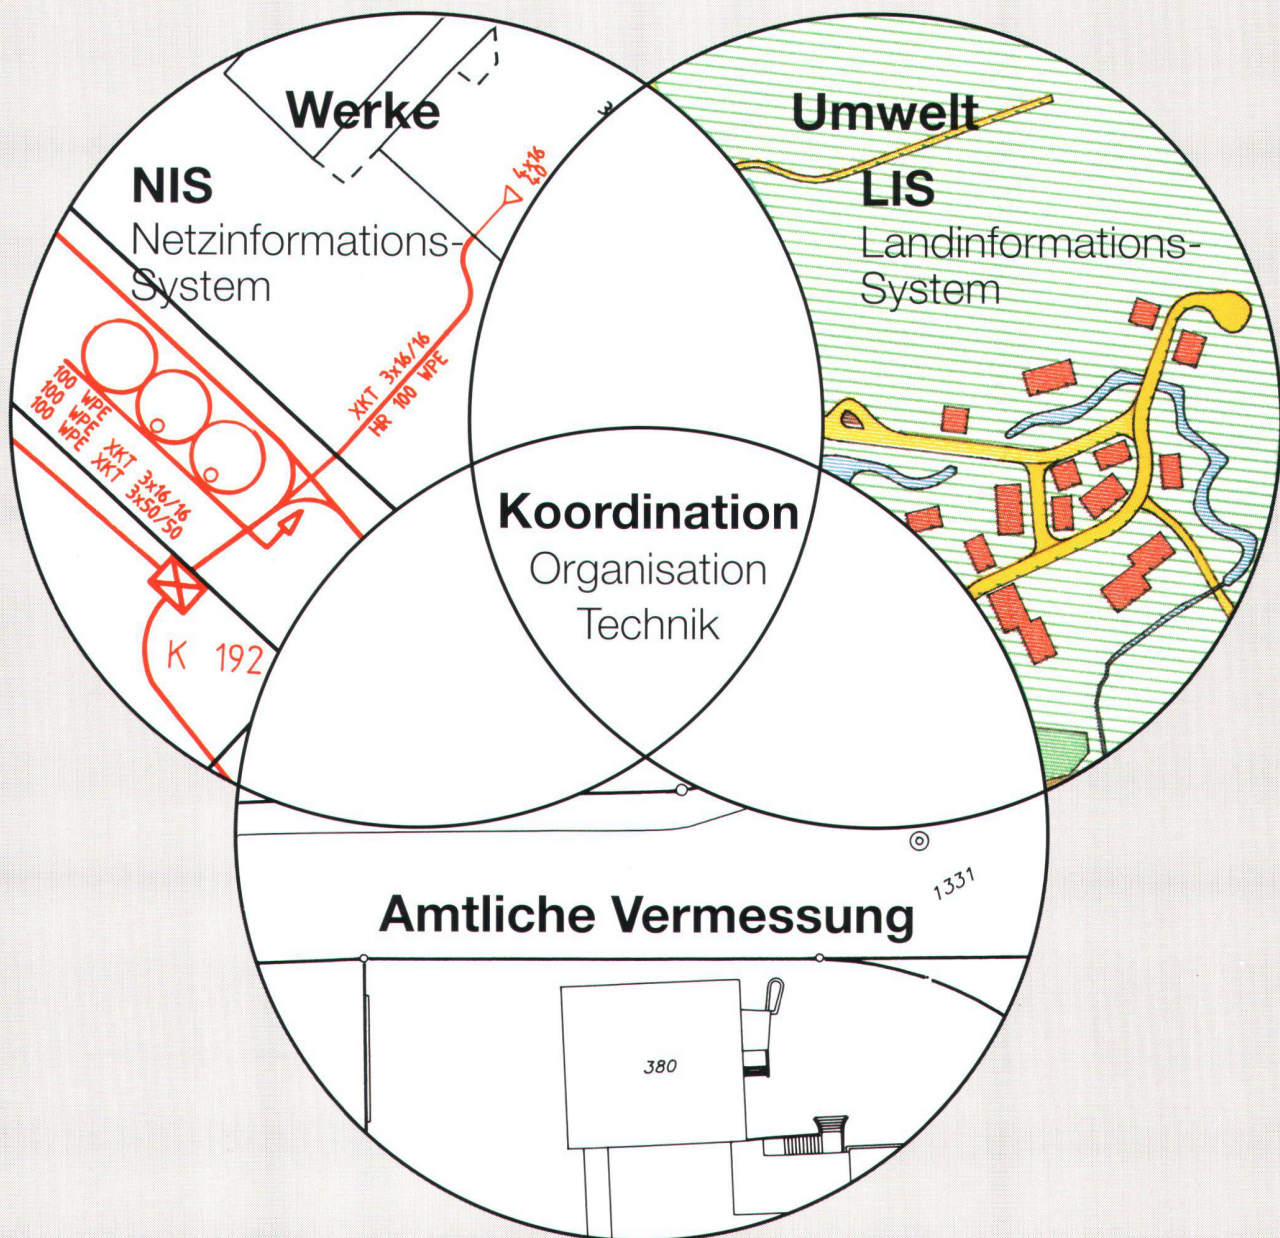 Werke
NIS
Netzinformations-
System
4x16
40
XKT 3x16/16
HR 100 WPE
100 WPE
100 WPE XKT 3x16/16
100 WPE XKT 3x50/50
K 192
Umwelt
LIS
Landinformations-
System
Koordination
Organisation
Technik
1331
Amtliche Vermessung
380